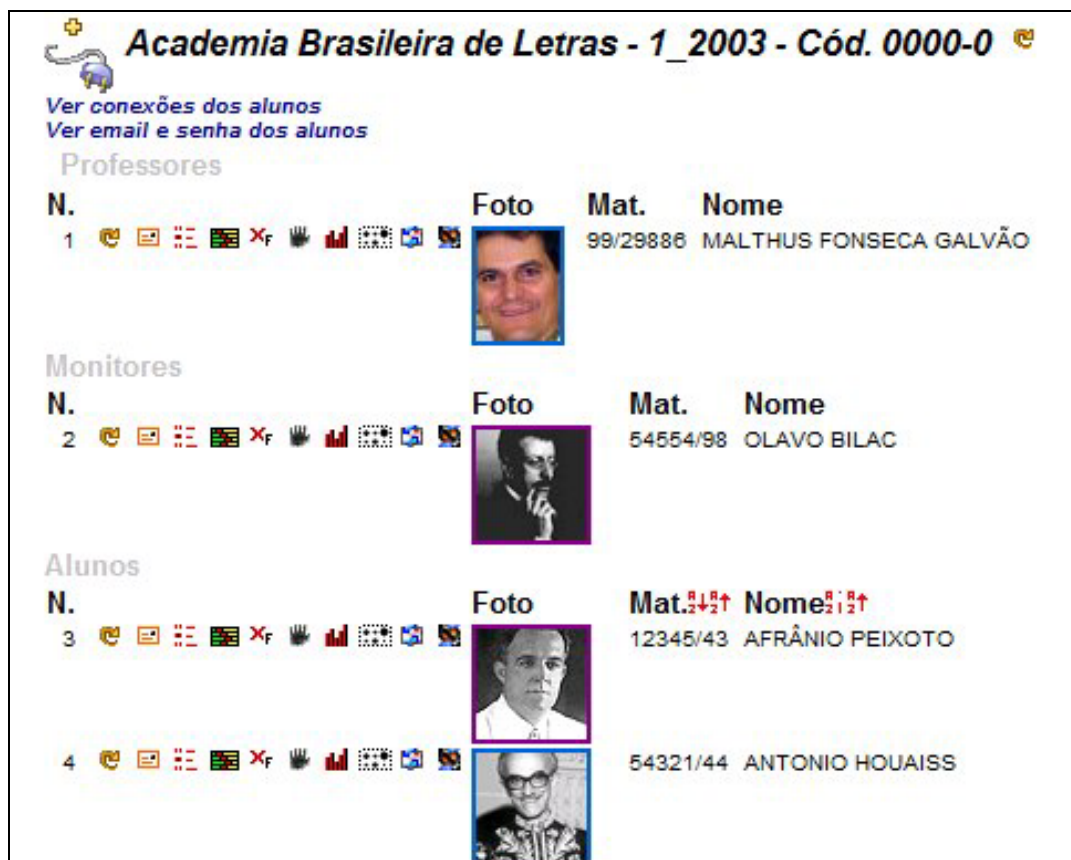 Academia Brasileira de Letras - 1_2003 - Cód. 0000-0
Ver conexões dos alunos
Ver email e senha dos alunos
Professores
N. Foto Mat. Nome
1 99/29886 MALTHUS FONSECA GALVÃO
Monitores
N. Foto Mat. Nome
2 54554/98 OLAVO BILAC
Alunos
N. Foto Mat. Nome
3 12345/43 AFRÂNIO PEIXOTO
4 54321/44 ANTONIO HOUAISS